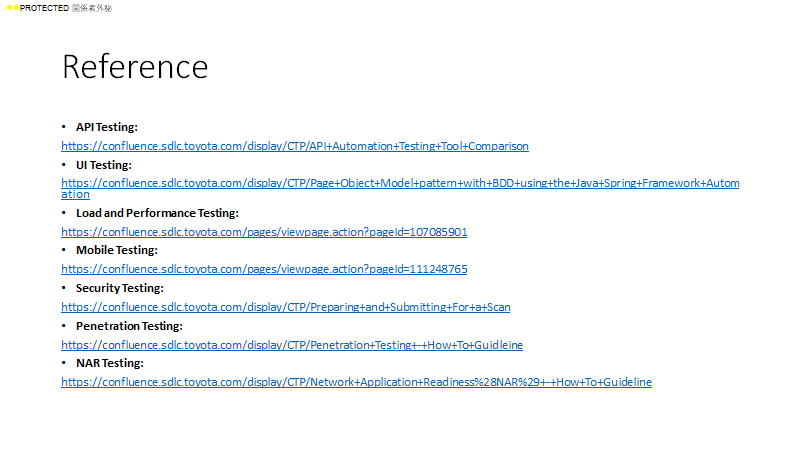 PROTECTED 関係者外秘
Reference
• API Testing:
https://confluence.sdlc.toyota.com/display/CTP/API+Automation+Testing+Tool+Comparison
• UI Testing:
https://confluence.sdlc.toyota.com/display/CTP/Page+Object+Model+pattern+with+BDD+using+the+Java+Spring+Framework+Autom
ation
• Load and Performance Testing:
https://confluence.sdlc.toyota.com/pages/viewpage.action?pageId=107085901
• Mobile Testing:
https://confluence.sdlc.toyota.com/pages/viewpage.action?pageId=111248765
• Security Testing:
https://confluence.sdlc.toyota.com/display/CTP/Preparing+and+Submitting+For+a+Scan
• Penetration Testing:
https://confluence.sdlc.toyota.com/display/CTP/Penetration+Testing+-+How+To+Guidleine
• NAR Testing:
https://confluence.sdlc.toyota.com/display/CTP/Network+Application+Readiness%28NAR%29+-+How+To+Guideline